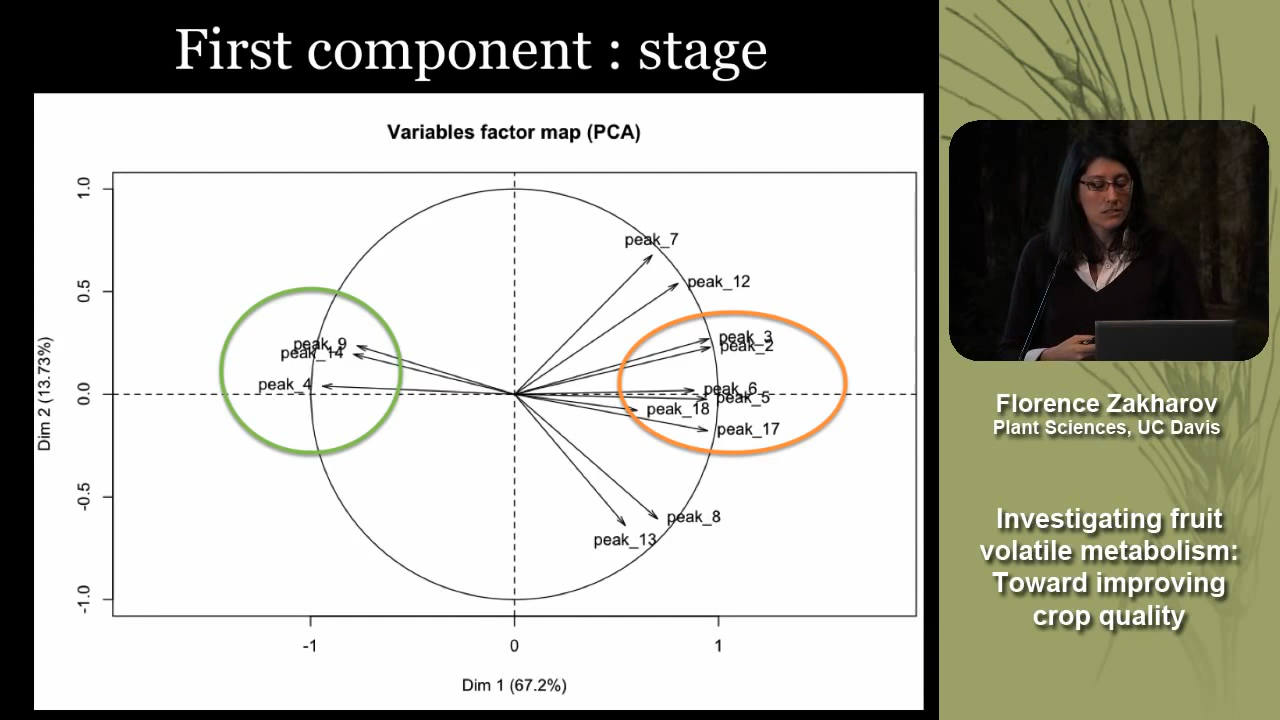 First component : stage
Variables factor map (PCA)
1.0
0.5
0.0
-0.5
-1.0
Dim 2 (13.73%)
peak_7
peak_12
peak_3
peak_2
peak_9
peak_14
peak_4
peak_6
peak_5
peak_18
peak_17
peak_8
peak_13
-1
0
1
Dim 1 (67.2%)
Florence Zakharov
Plant Sciences, UC Davis
Investigating fruit
volatile metabolism:
Toward improving
crop quality